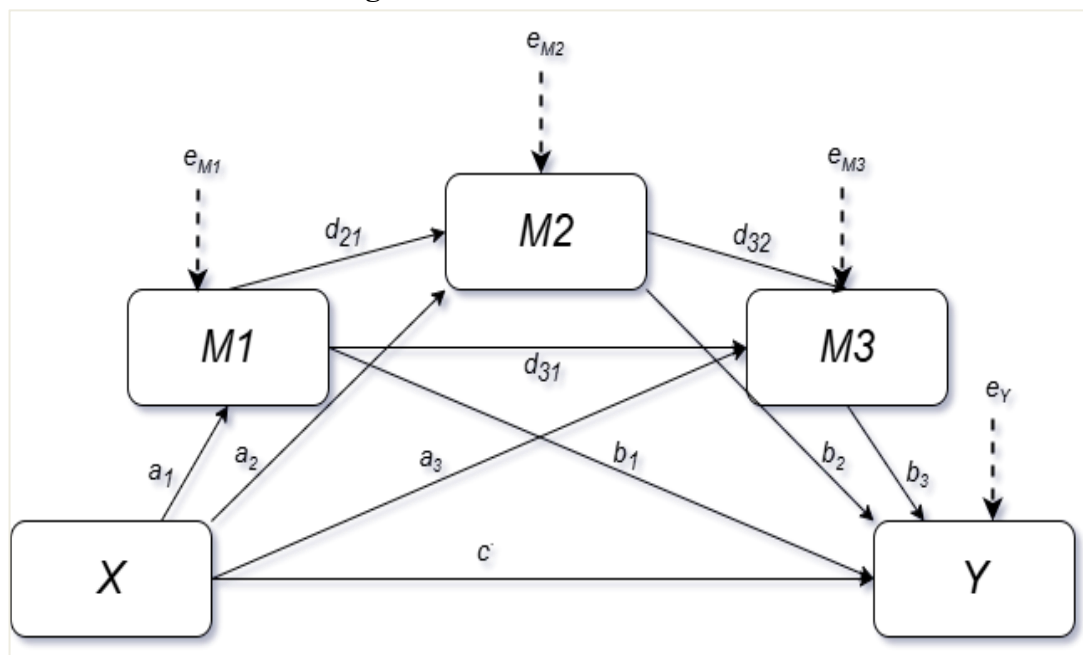 e_M2
e_M1
e_M3
M2
d_21
d_32
M1
M3
d_31
e_Y
a_1
a_2
a_3
b_1
b_2
b_3
X
c'
Y